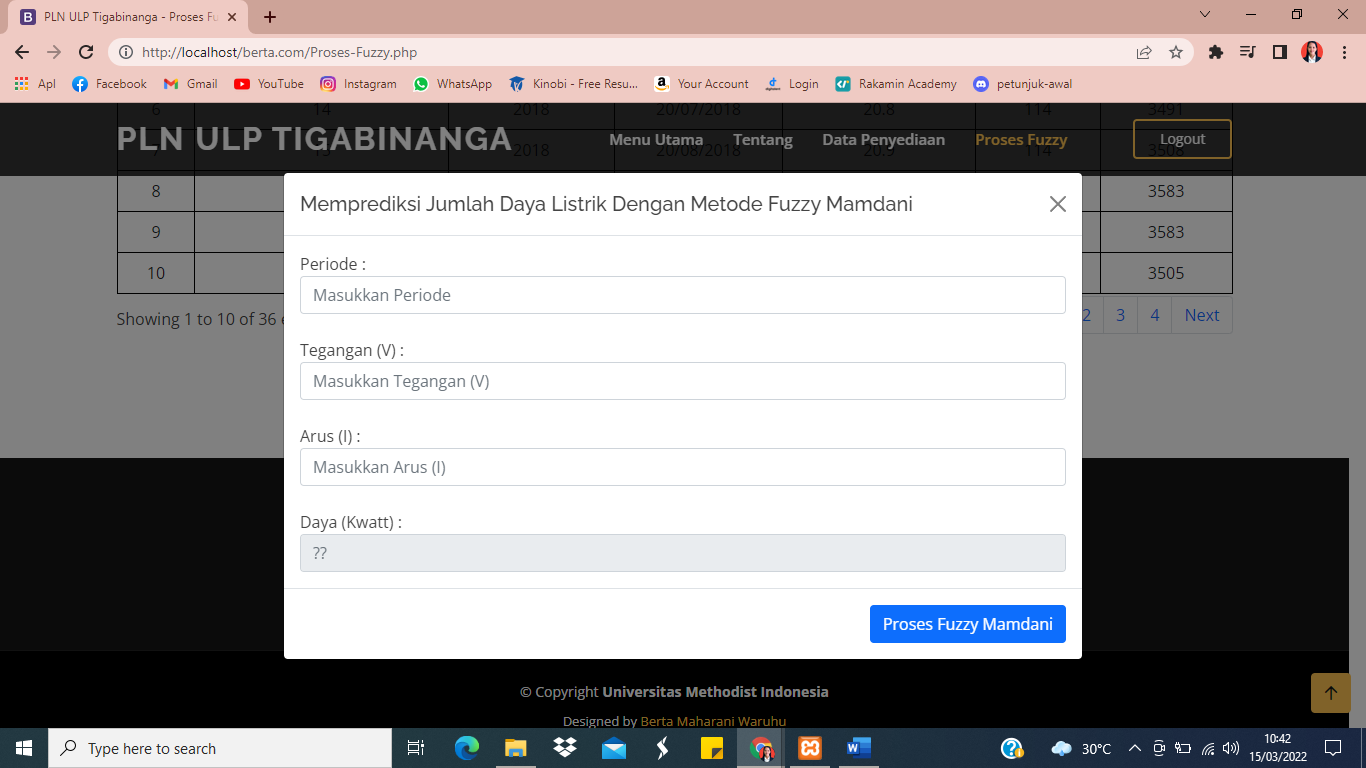 PLN ULP Tigabinanga - Proses Fu
http://localhost/berta.com/Proses-Fuzzy.php
Apl Facebook Gmail YouTube Instagram WhatsApp Kinobi - Free Resu... Your Account Login Rakamin Academy petunjuk-awal
6 14 2018 20/07/2018 20.8 114 3491
PLN ULP TIGABINANGA Menu Utama Tentang Data Penyediaan Proses Fuzzy Logout
2018 20/08/2018 20.9 114
8 3583
9 3583
10 3505
Showing 1 to 10 of 36
2 3 4 Next
Memprediksi Jumlah Daya Listrik Dengan Metode Fuzzy Mamdani
Periode :
Masukkan Periode
Tegangan (V) :
Masukkan Tegangan (V)
Arus (I) :
Masukkan Arus (I)
Daya (Kwatt) :
??
Proses Fuzzy Mamdani
© Copyright Universitas Methodist Indonesia
Designed by Berta Maharani Waruhu
Type here to search
30°C
10:42
15/03/2022